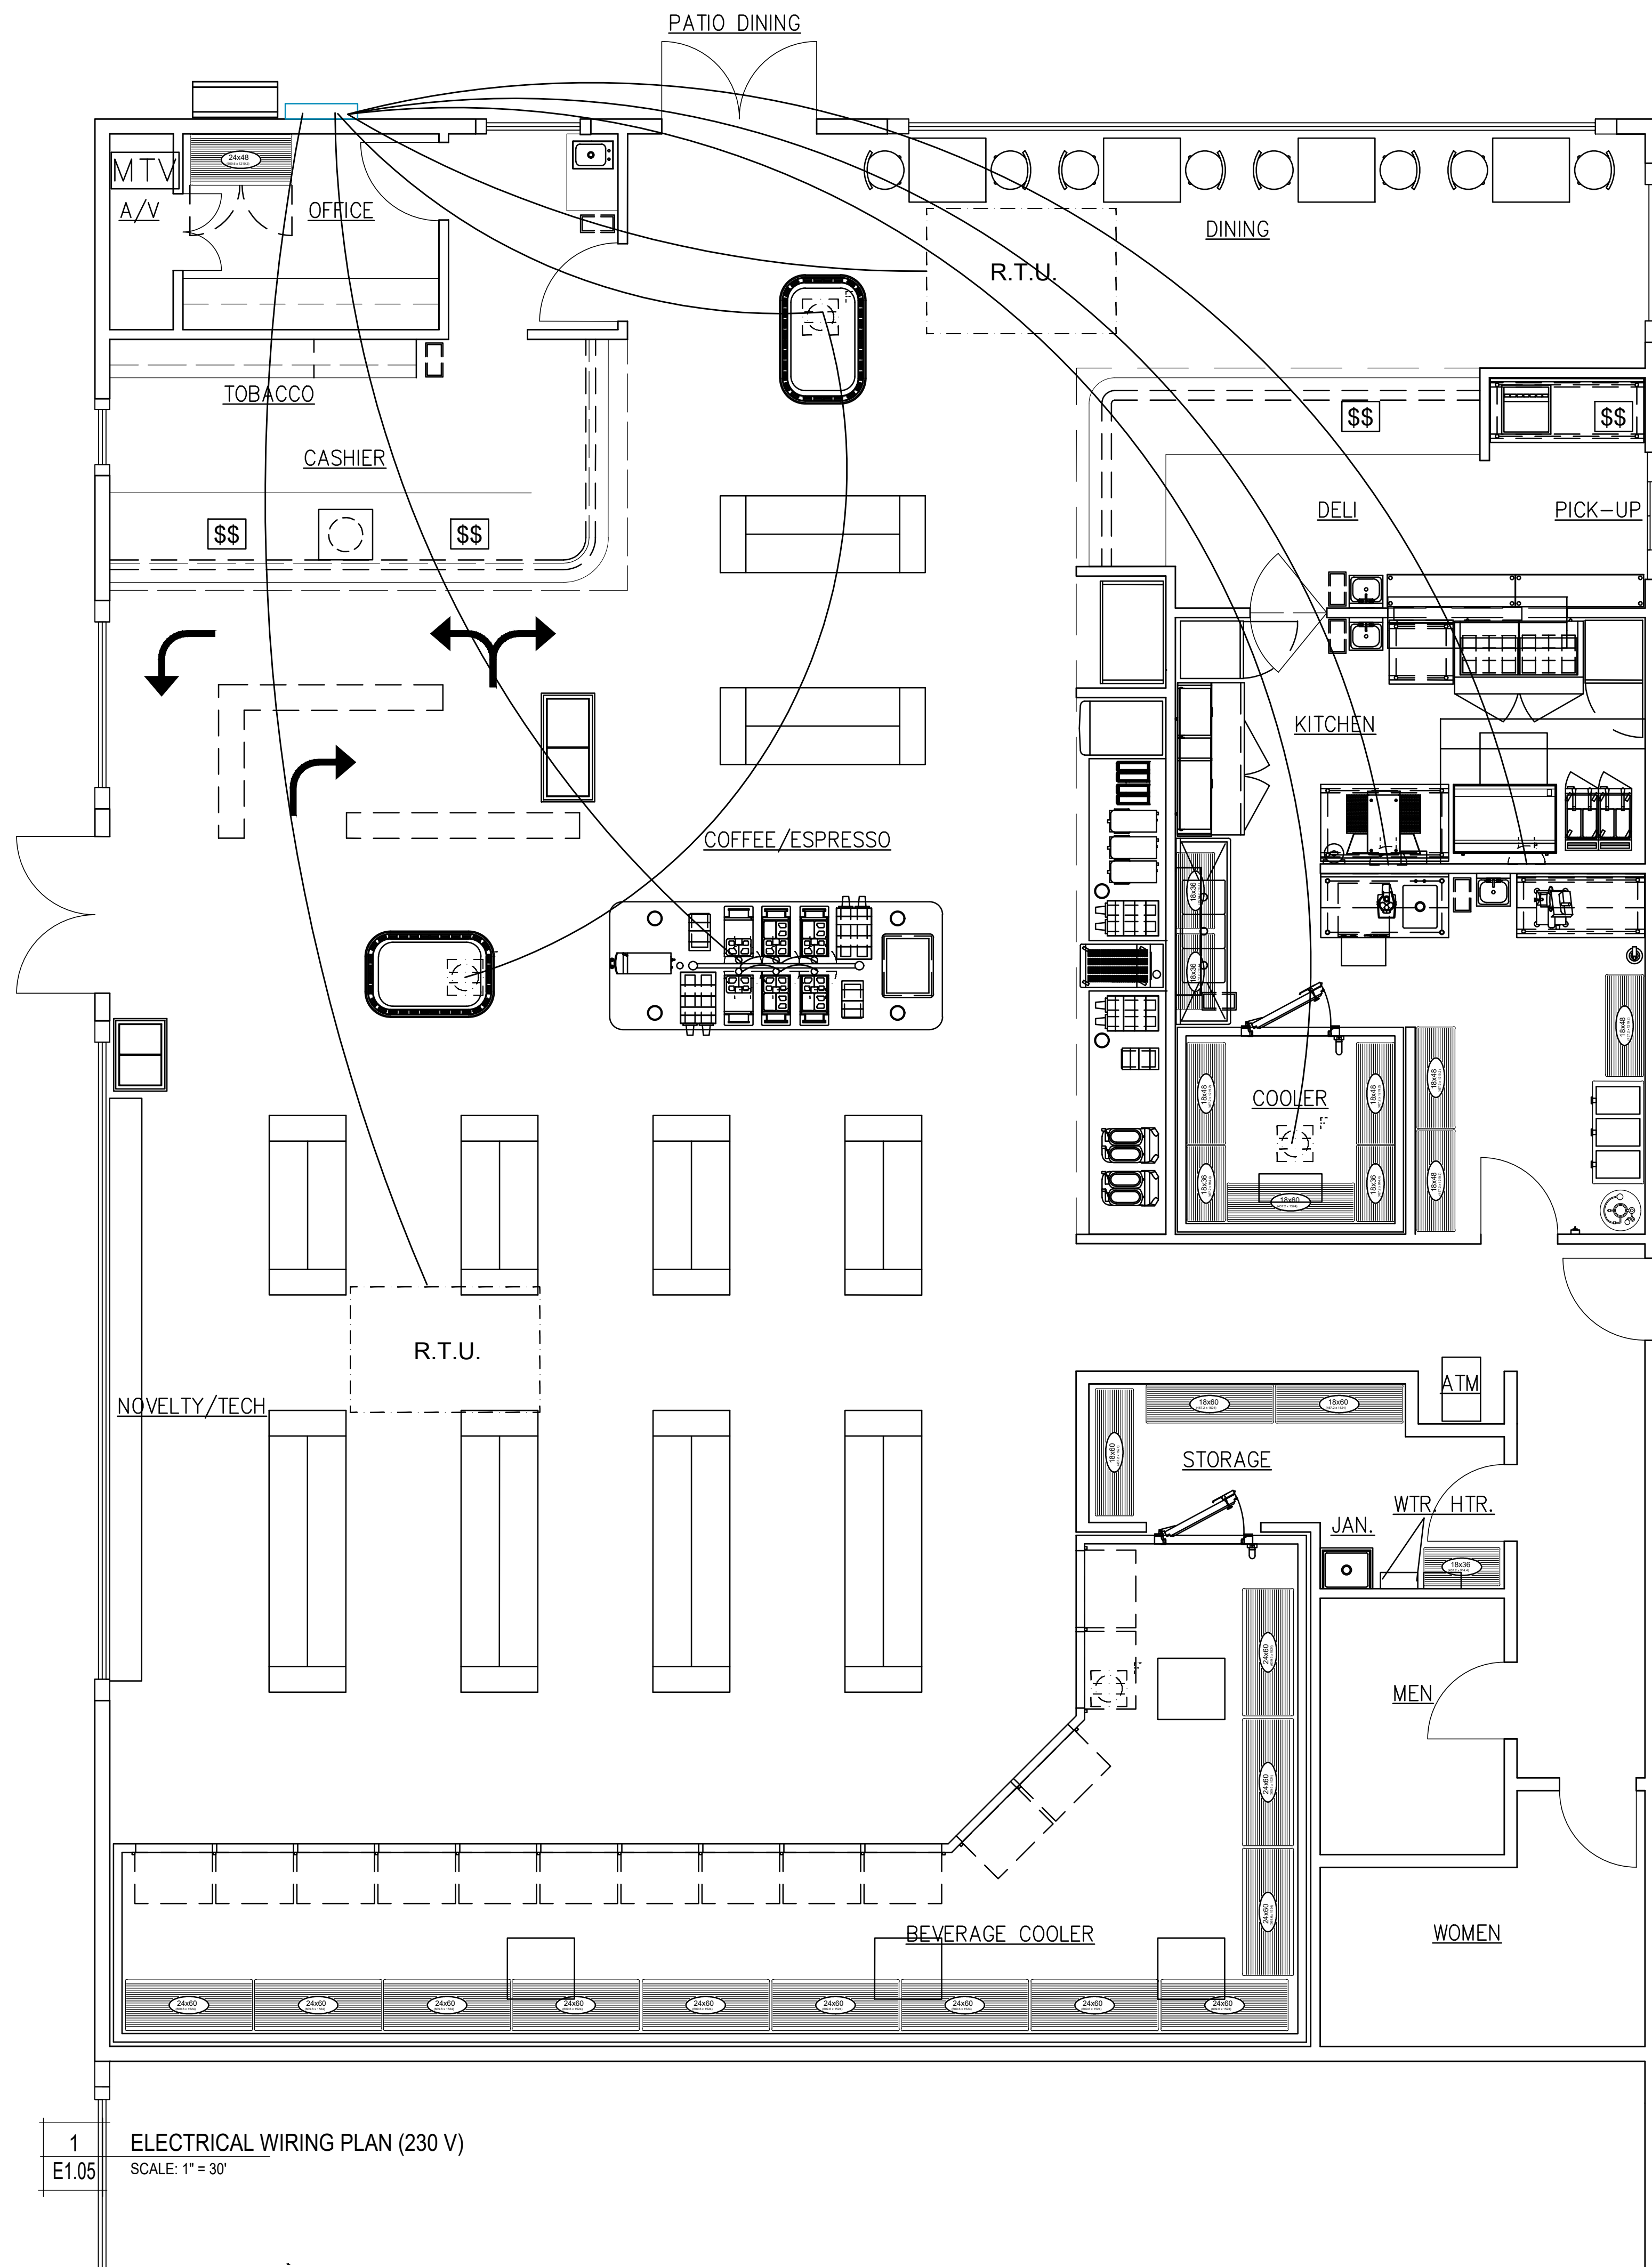 PATIO DINING
MTV
24x48
A/V
OFFICE
DINING
R.T.U.
TOBACCO
$$
$$
CASHIER
$$
$$
DELI
PICK-UP
KITCHEN
COFFEE/ESPRESSO
18x36
18x36
18x48
18x48
18x48
18x48
COOLER
18x36
18x36
18x48
18x60
R.T.U.
ATM
NOVELTY/TECH
18x60
18x60
18x60
STORAGE
WTR. HTR.
JAN.
18x36
24x60
MEN
24x60
24x60
BEVERAGE COOLER
WOMEN
24x60
24x60
24x60
24x60
24x60
24x60
24x60
24x60
24x60
1
ELECTRICAL WIRING PLAN (230 V)
E1.05
SCALE: 1" = 30'